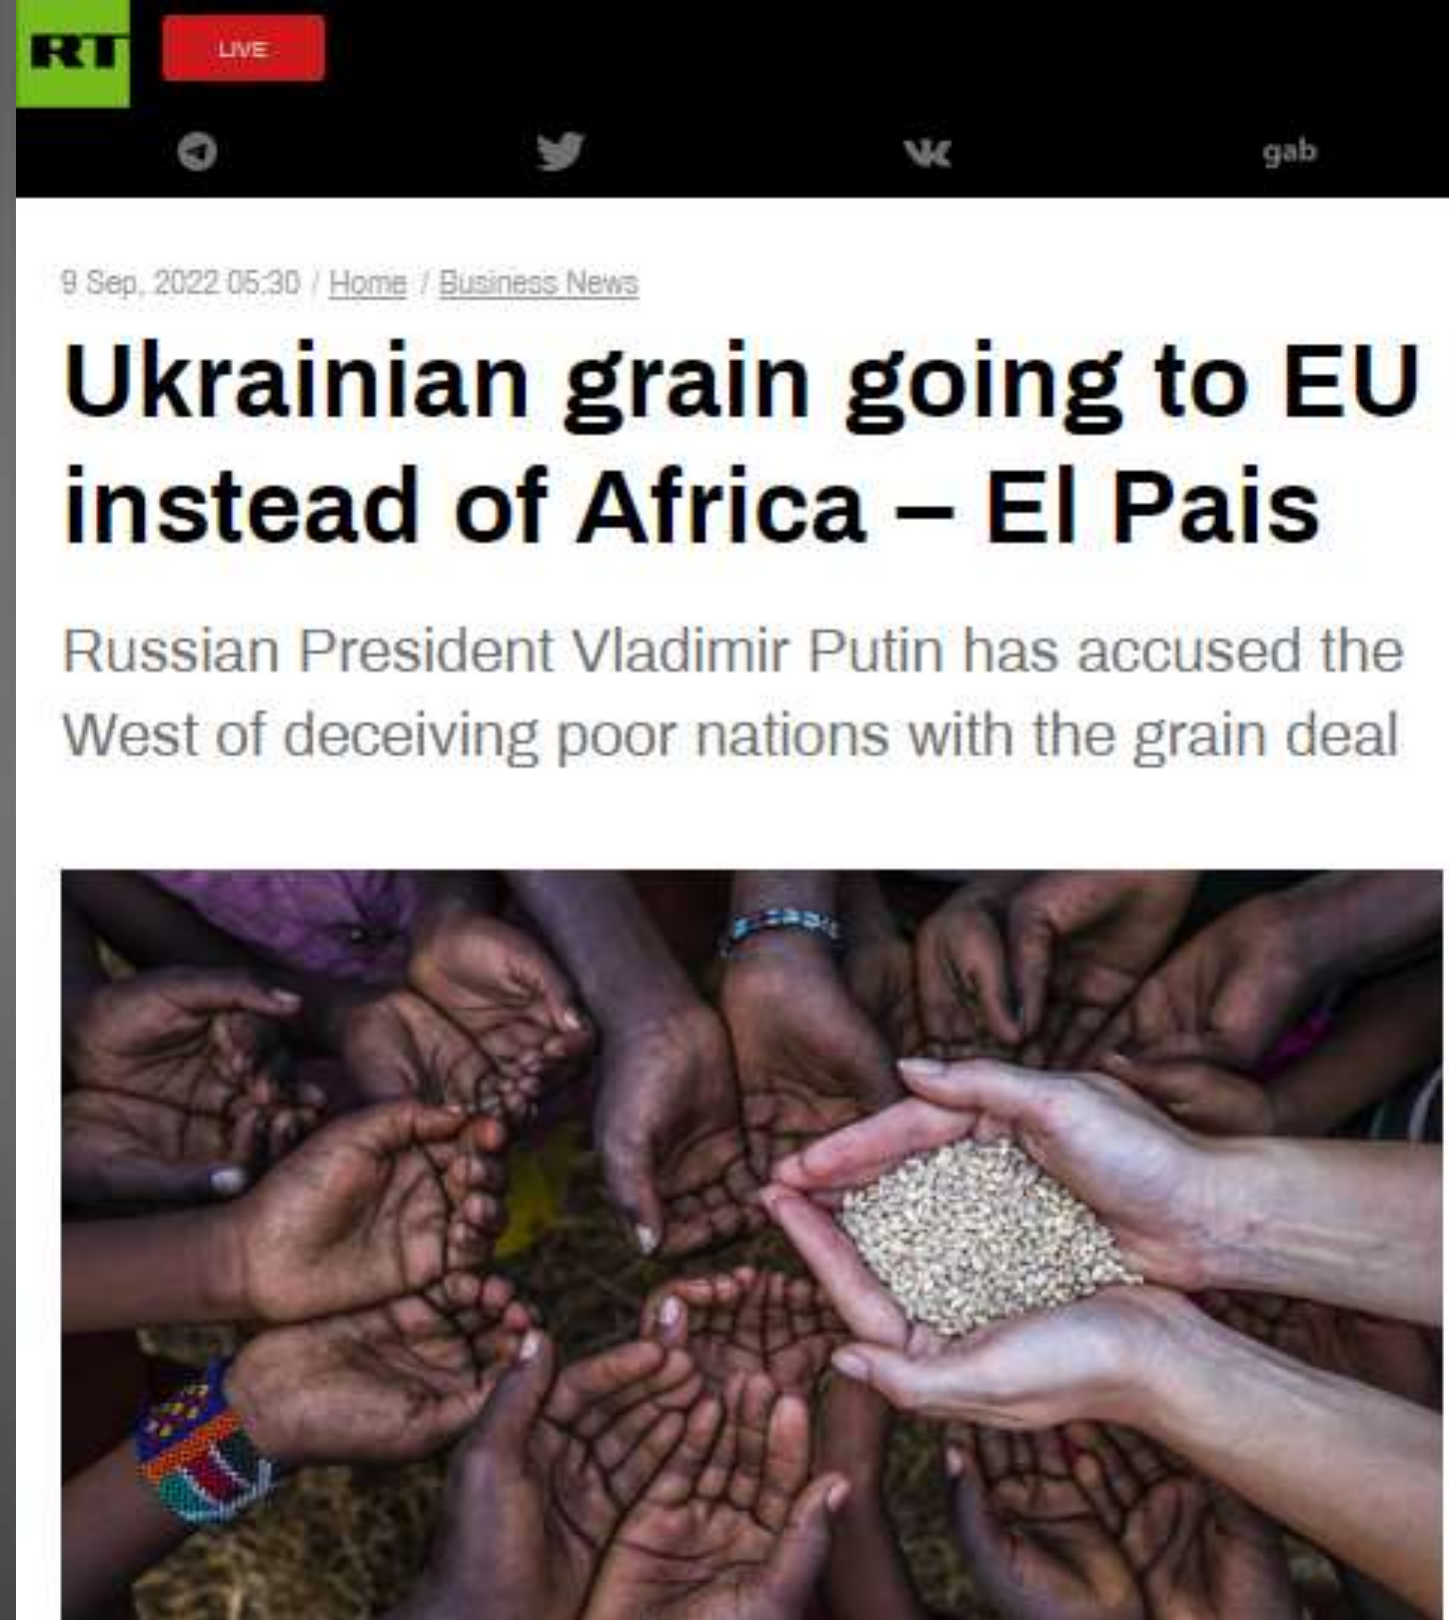 RT
LIVE
gab
9 Sep, 2022 05:30 / Home / Business News
Ukrainian grain going to EU
instead of Africa – El Pais
Russian President Vladimir Putin has accused the
West of deceiving poor nations with the grain deal